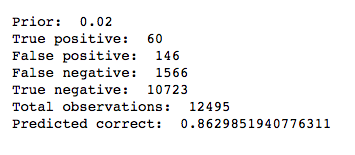 Prior:  0.02
True positive:  60
False positive:  146
False negative:  1566
True negative:  10723
Total observations:  12495
Predicted correct:  0.8629851940776311